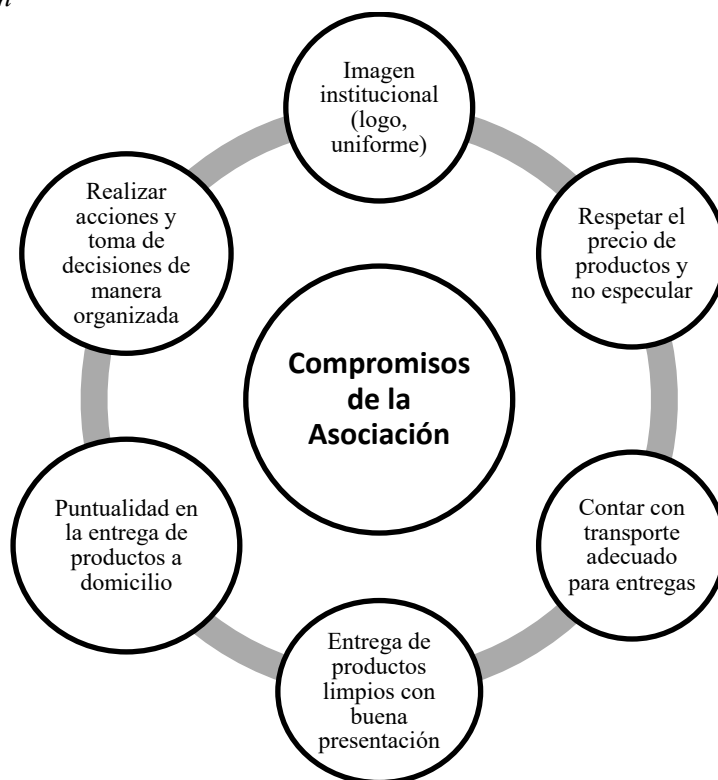 n
Imagen
institucional
(logo,
uniforme)
Respetar el
precio de
productos y
no especular
Contar con
transporte
adecuado
para entregas
Entrega de
productos
limpios con
buena
presentación
Puntualidad en
la entrega de
productos a
domicilio
Realizar
acciones y
toma de
decisiones de
manera
organizada
Compromisos
de la
Asociación